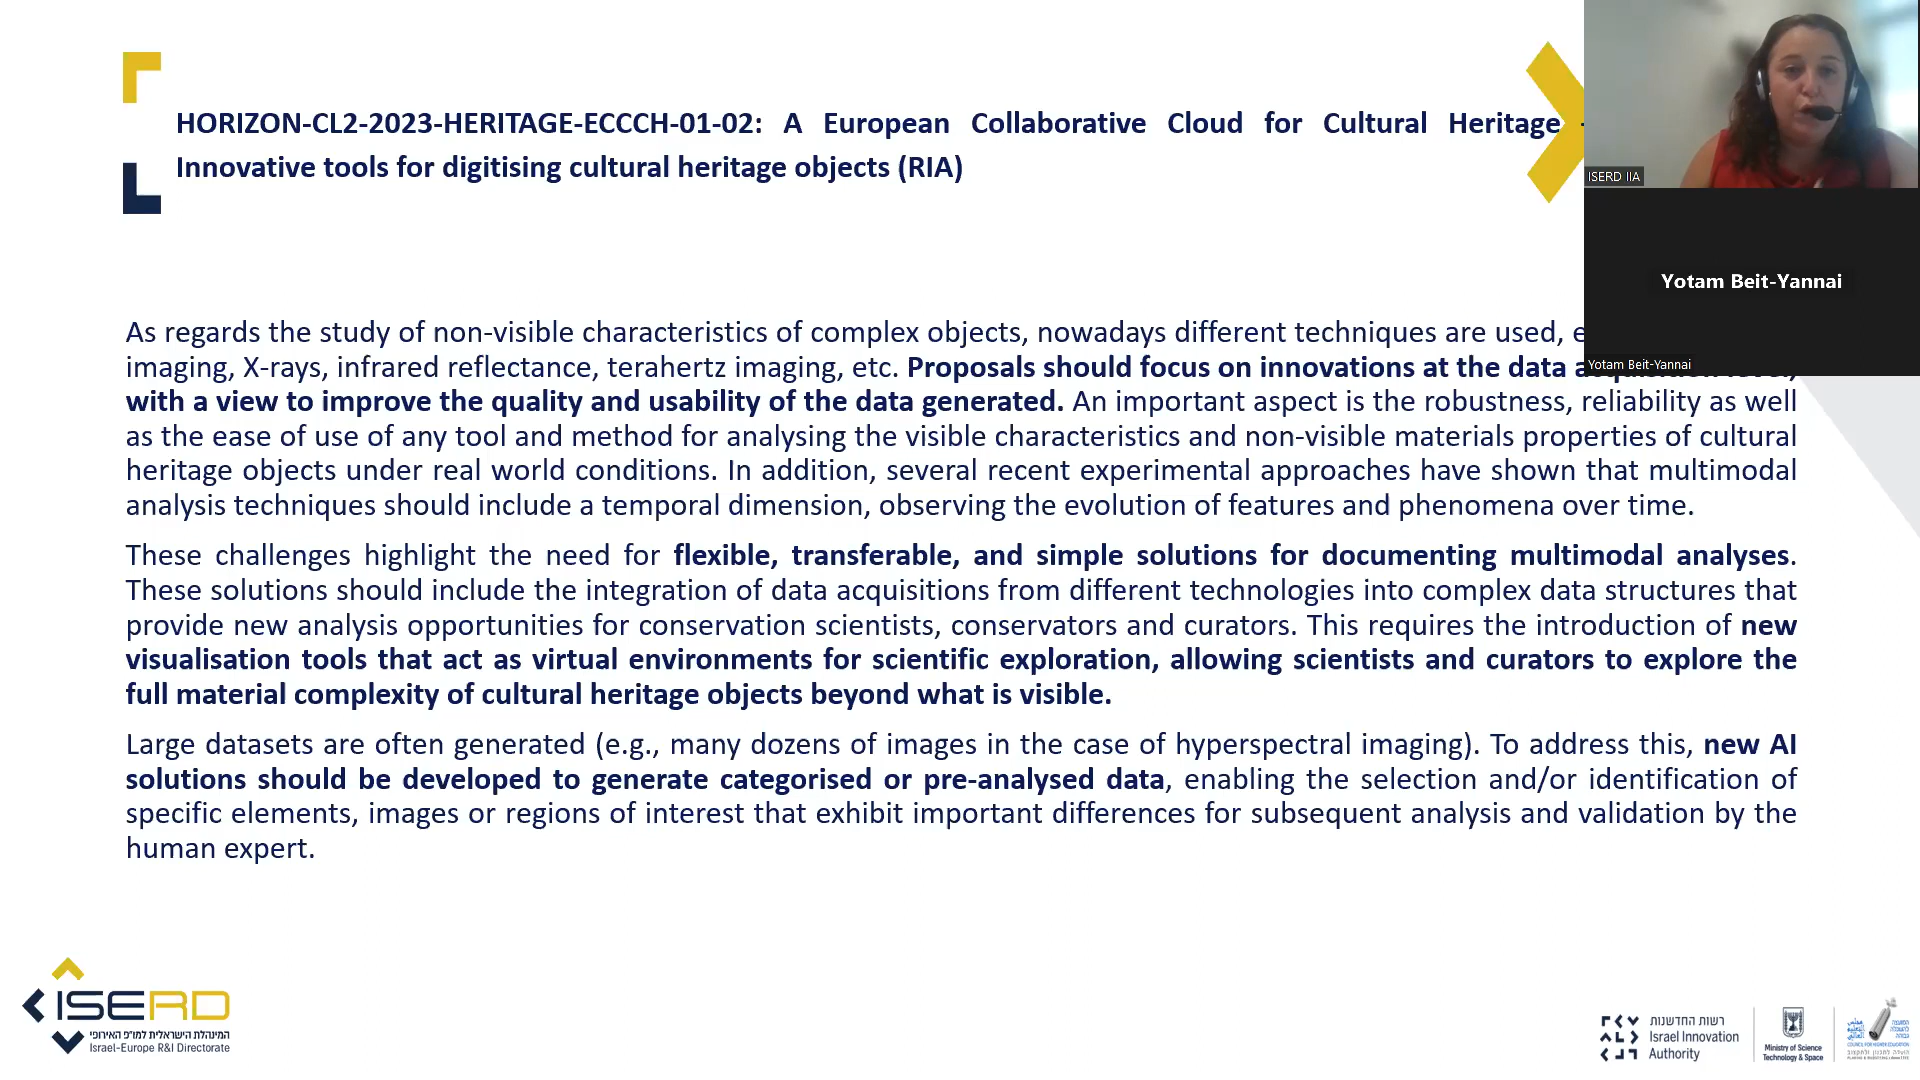 HORIZON-CL2-2023-HERITAGE-ECCCH-01-02: A European Collaborative Cloud for Cultural Heritage -
Innovative tools for digitising cultural heritage objects (RIA)
ISERD IIA
Yotam Beit-Yannai
Yotam Beit-Yannai
As regards the study of non-visible characteristics of complex objects, nowadays different techniques are used,
imaging, X-rays, infrared reflectance, terahertz imaging, etc. Proposals should focus on innovations at the data acquisition level,
with a view to improve the quality and usability of the data generated. An important aspect is the robustness, reliability as well
as the ease of use of any tool and method for analysing the visible characteristics and non-visible materials properties of cultural
heritage objects under real world conditions. In addition, several recent experimental approaches have shown that multimodal
analysis techniques should include a temporal dimension, observing the evolution of features and phenomena over time.
These challenges highlight the need for flexible, transferable, and simple solutions for documenting multimodal analyses.
These solutions should include the integration of data acquisitions from different technologies into complex data structures that
provide new analysis opportunities for conservation scientists, conservators and curators. This requires the introduction of new
visualisation tools that act as virtual environments for scientific exploration, allowing scientists and curators to explore the
full material complexity of cultural heritage objects beyond what is visible.
Large datasets are often generated (e.g., many dozens of images in the case of hyperspectral imaging). To address this, new AI
solutions should be developed to generate categorised or pre-analysed data, enabling the selection and/or identification of
specific elements, images or regions of interest that exhibit important differences for subsequent analysis and validation by the
human expert.
ISERD
המינהלת הישראלית למו״פ האירופי
Israel-Europe R&I Directorate
רשות החדשנות
Israel Innovation
Authority
Ministry of Science
Technology & Space